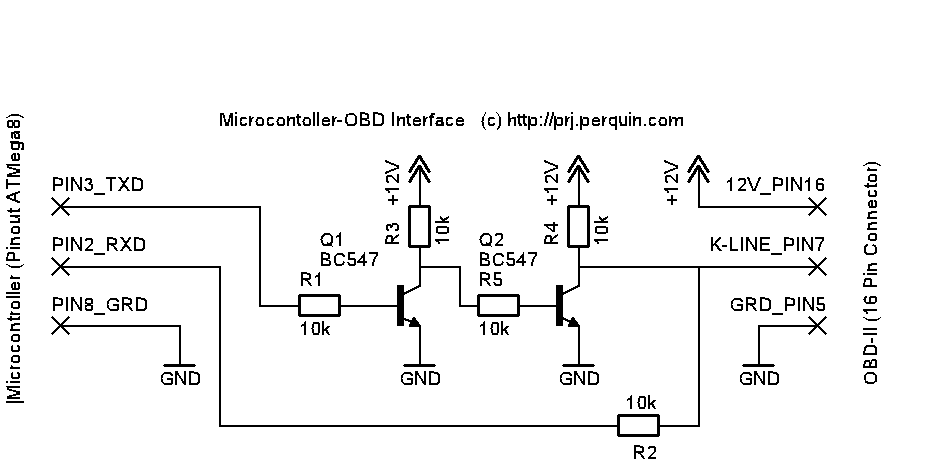 Microcontoller-OBD Interface (c) http://prj.perquin.com
|Microcontroller (Pinout ATMega8)
PIN3_TXD
PIN2_RXD
PIN8_GRD
GND
Q1
BC547
R1
10k
R3
10k
+12V
GND
Q2
BC547
R5
10k
R4
10k
+12V
GND
+12V
12V_PIN16
K-LINE_PIN7
GRD_PIN5
GND
10k
R2
OBD-II (16 Pin Connector)